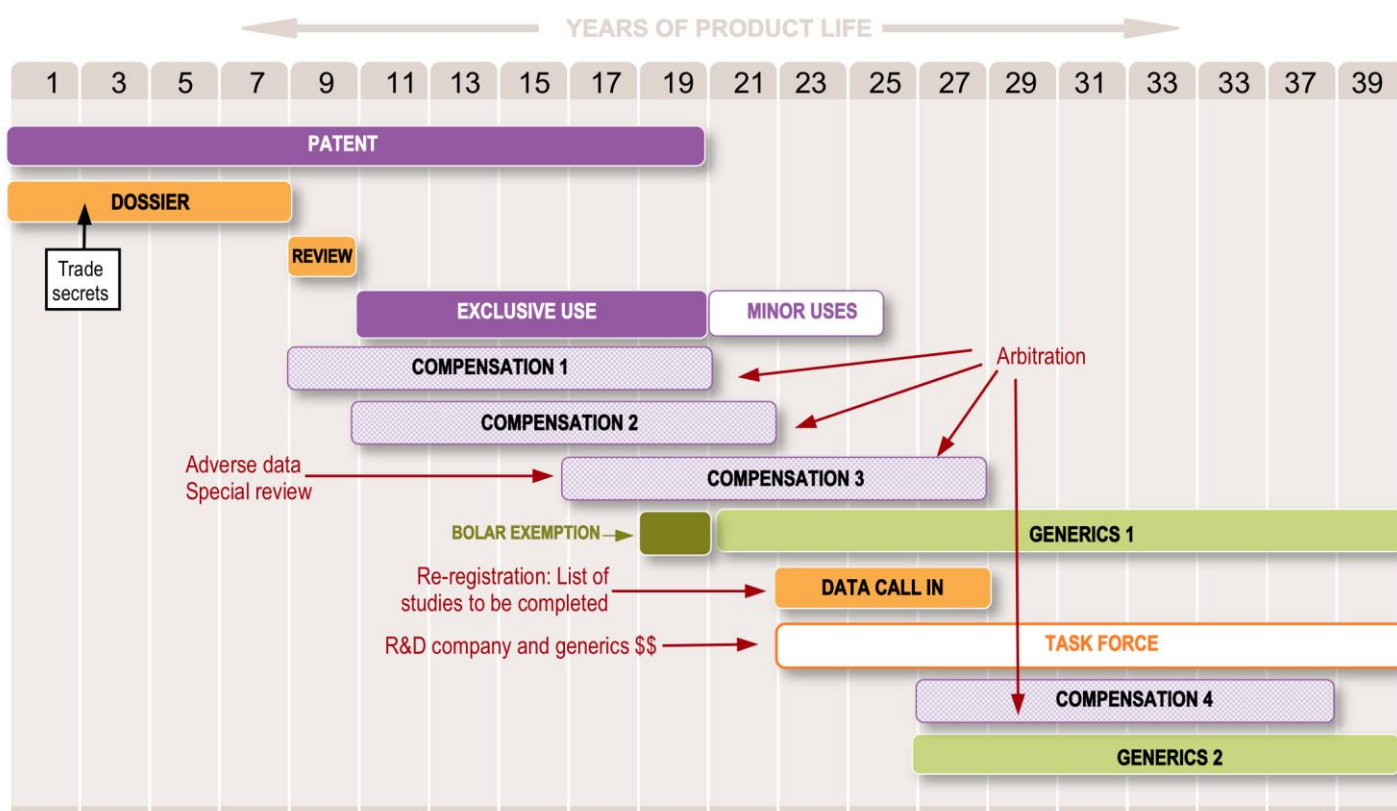 YEARS OF PRODUCT LIFE
1 3 5 7 9 11 13 15 17 19 21 23 25 27 29 31 33 33 37 39
PATENT
DOSSIER
Trade
secrets
REVIEW
EXCLUSIVE USE MINOR USES
COMPENSATION 1
Arbitration
COMPENSATION 2
Adverse data
Special review
COMPENSATION 3
BOLAR EXEMPTION
GENERICS 1
Re-registration: List of
studies to be completed
DATA CALL IN
R&D company and generics $$
TASK FORCE
COMPENSATION 4
GENERICS 2